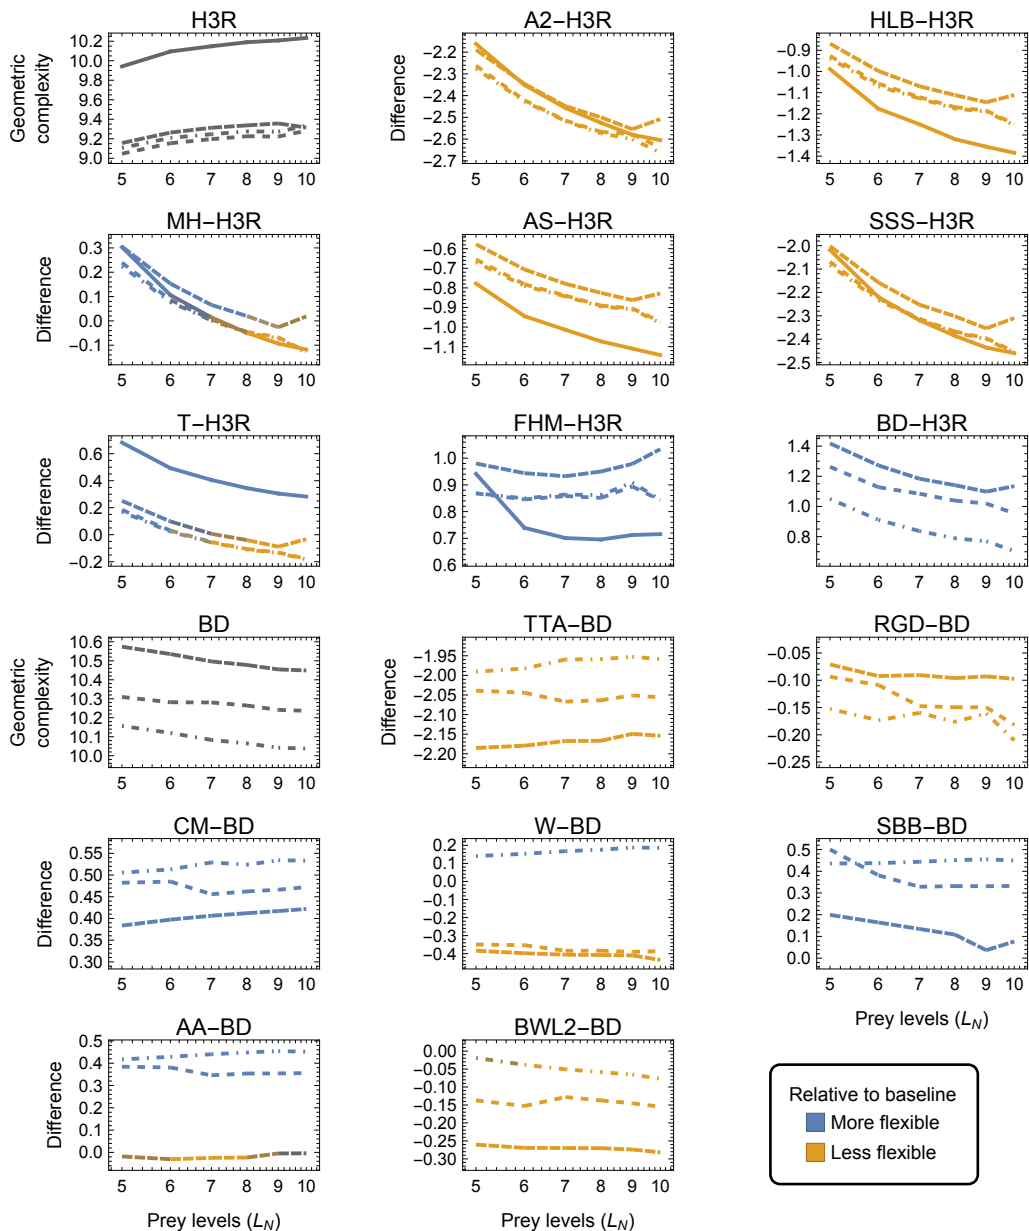 H3R
Geometric
complexity
10.2
10.0
9.8
9.6
9.4
9.2
9.0
5 6 7 8 9 10
A2−H3R
Difference
−2.2
−2.3
−2.4
−2.5
−2.6
−2.7
5 6 7 8 9 10
HLB−H3R
−0.9
−1.0
−1.1
−1.2
−1.3
−1.4
5 6 7 8 9 10
MH−H3R
Difference
0.3
0.2
0.1
0.0
−0.1
5 6 7 8 9 10
AS−H3R
−0.6
−0.7
−0.8
−0.9
−1.0
−1.1
5 6 7 8 9 10
SSS−H3R
−2.0
−2.1
−2.2
−2.3
−2.4
−2.5
5 6 7 8 9 10
T−H3R
Difference
0.6
0.4
0.2
0.0
−0.2
5 6 7 8 9 10
FHM−H3R
1.0
0.9
0.8
0.7
0.6
5 6 7 8 9 10
BD−H3R
1.4
1.2
1.0
0.8
5 6 7 8 9 10
BD
Geometric
complexity
10.6
10.5
10.4
10.3
10.2
10.1
10.0
5 6 7 8 9 10
TTA−BD
Difference
−1.95
−2.00
−2.05
−2.10
−2.15
−2.20
5 6 7 8 9 10
RGD−BD
−0.05
−0.10
−0.15
−0.20
−0.25
5 6 7 8 9 10
CM−BD
Difference
0.55
0.50
0.45
0.40
0.35
0.30
5 6 7 8 9 10
W−BD
0.2
0.1
0.0
−0.1
−0.2
−0.3
−0.4
5 6 7 8 9 10
SBB−BD
0.5
0.4
0.3
0.2
0.1
0.0
5 6 7 8 9 10
Prey levels (L_N)
AA−BD
Difference
0.5
0.4
0.3
0.2
0.1
0.0
5 6 7 8 9 10
Prey levels (L_N)
BWL2−BD
0.00
−0.05
−0.10
−0.15
−0.20
−0.25
−0.30
5 6 7 8 9 10
Prey levels (L_N)
Relative to baseline
More flexible
Less flexible